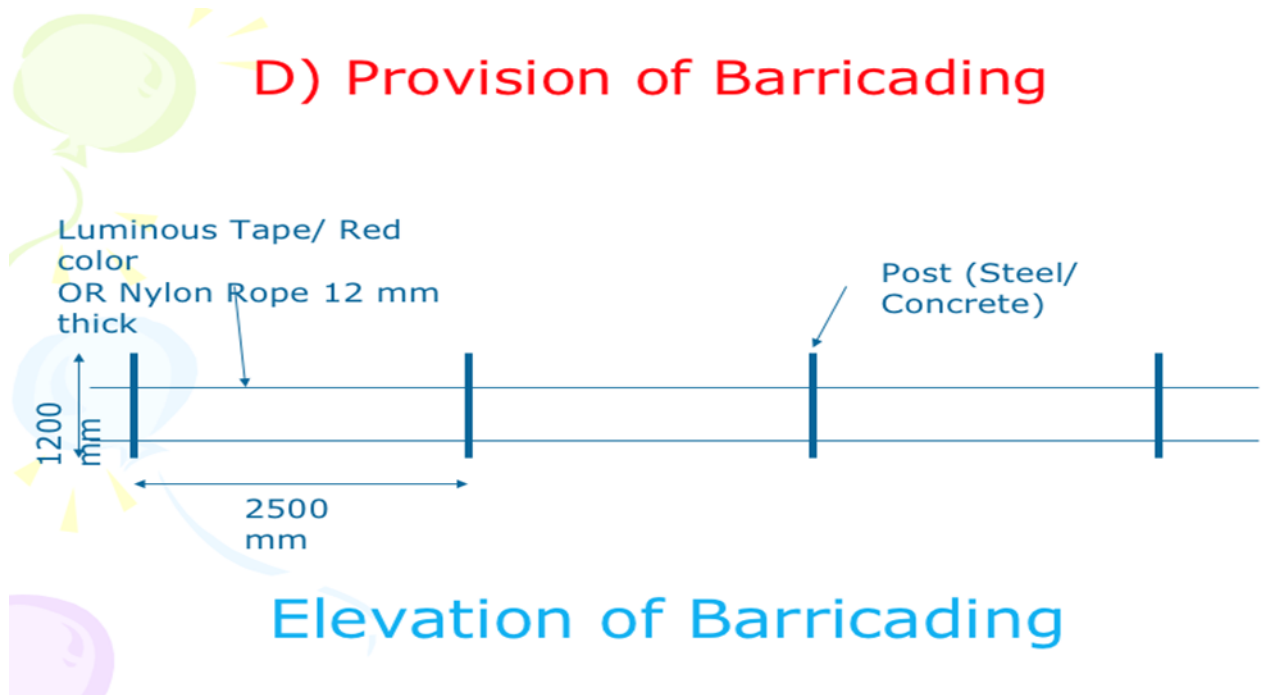 D) Provision of Barricading
Luminous Tape/ Red
color
OR Nylon Rope 12 mm
thick
Post (Steel/
Concrete)
1200
mm
2500
mm
Elevation of Barricading